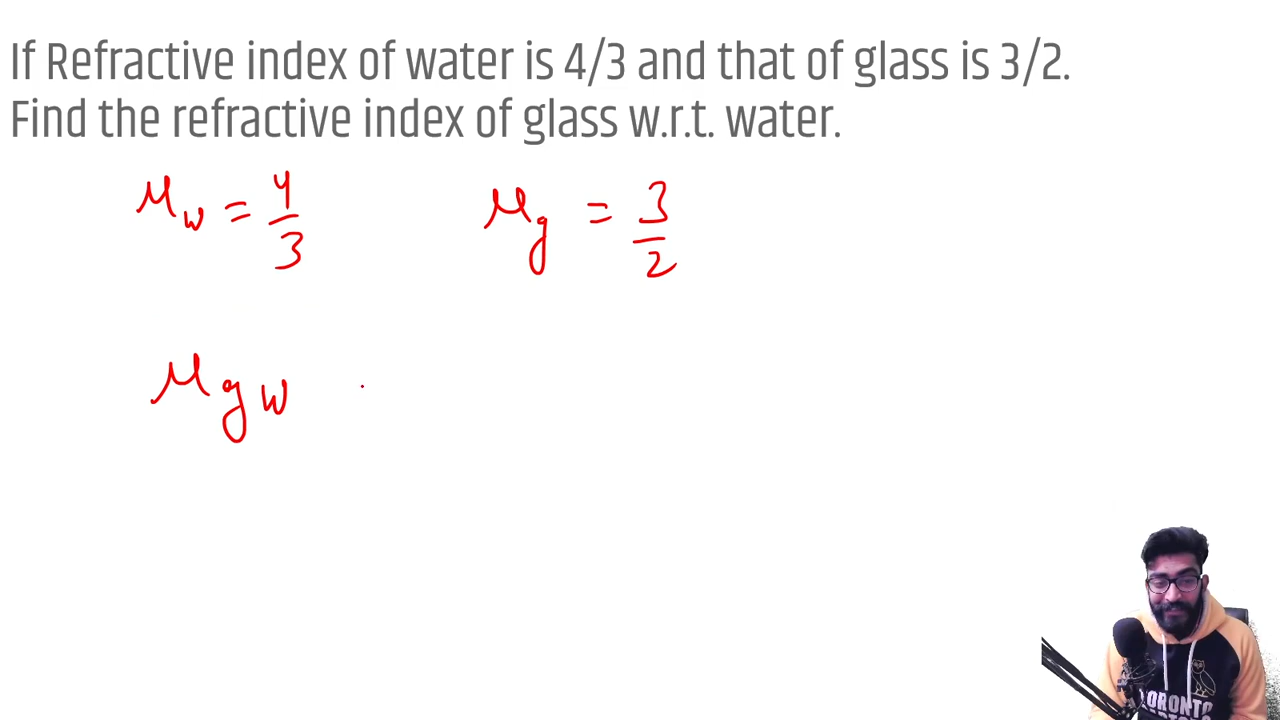 If Refractive index of water is 4/3 and that of glass is 3/2.
Find the refractive index of glass w.r.t. water.
μw = 4/3 μg = 3/2
μgw
TORONTO